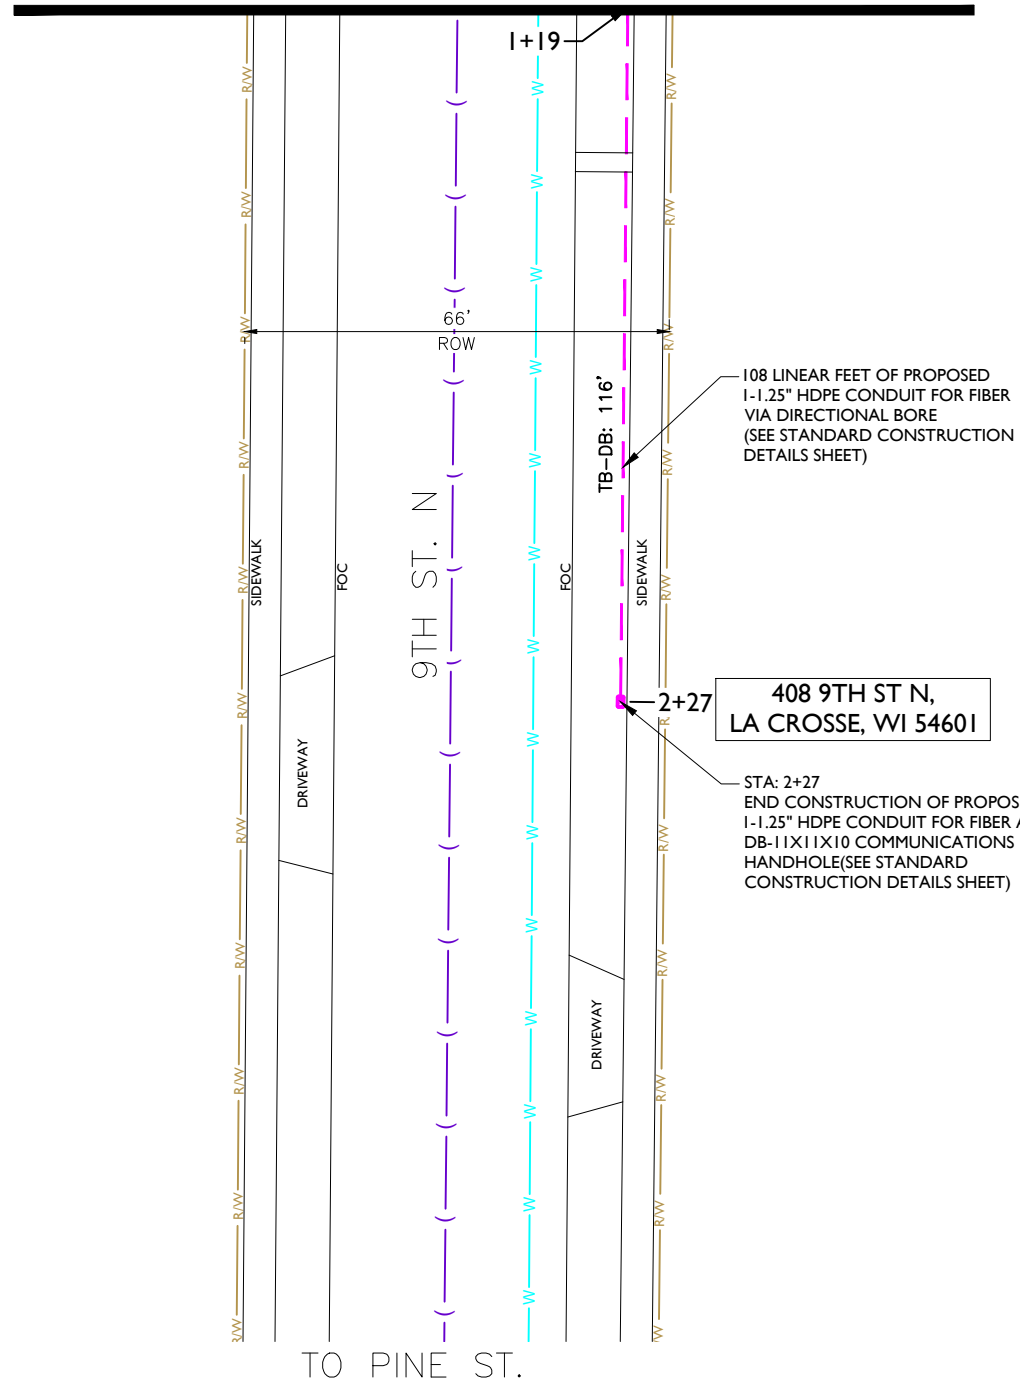 1+19
R/W R/W
W
R/W R/W
W
R/W R/W
66'
ROW
W
108 LINEAR FEET OF PROPOSED
1-1.25" HDPE CONDUIT FOR FIBER
VIA DIRECTIONAL BORE
(SEE STANDARD CONSTRUCTION
DETAILS SHEET)
TB-DB: 116'
R/W R/W
W
9TH ST. N
SIDEWALK
FOC
FOC
SIDEWALK
R/W R/W
W
2+27
408 9TH ST N,
LA CROSSE, WI 54601
R/W
W
DRIVEWAY
STA: 2+27
END CONSTRUCTION OF PROPOS
1-1.25" HDPE CONDUIT FOR FIBER
DB-11X11X10 COMMUNICATIONS
HANDHOLE(SEE STANDARD
CONSTRUCTION DETAILS SHEET)
R/W R/W
W
R/W R/W
W
DRIVEWAY
R/W R/W
W
R/W R/W
W
R/W R/W
W
TO PINE ST.